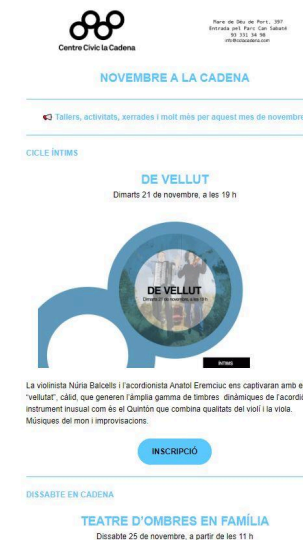 Centre Cívic la Cadena
Mare de Déu de Port, 397
Entrada pel Parc Can Sabaté
93 331 34 98
info@cclacadena.com
NOVEMBRE A LA CADENA
Tallers, activitats, xerrades i molt més per aquest mes de novembre
CICLE ÍNTIMS
DE VELLUT
Dimarts 21 de novembre, a les 19 h
DE VELLUT
Dimarts 21 de novembre, a les 19 h
ÍNTIMS
La violinista Núria Balcells i l'acordionista Anatol Eremciuc ens captivaran amb e
"vellutat", càlid, que generen l'àmplia gamma de timbres dinàmiques de l'acordió
instrument inusual com és el Quintón que combina qualitats del violí i la viola.
Músiques del mon i improvisacions.
INSCRIPCIÓ
DISSABTE EN CADENA
TEATRE D'OMBRES EN FAMÍLIA
Dissabte 25 de novembre, a partir de les 11 h